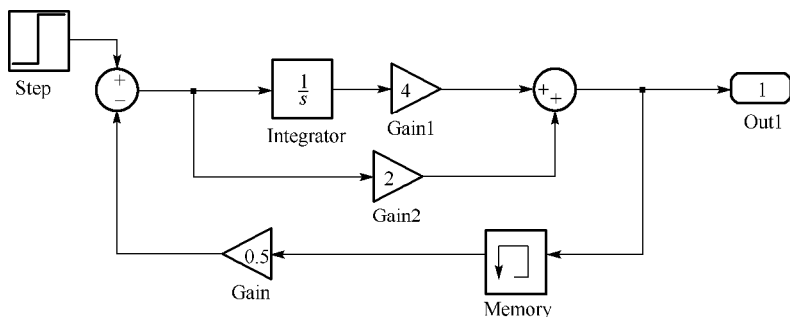 Step
+
−
1
s
Integrator
4
Gain1
+
+
1
Out1
2
Gain2
0.5
Gain
Memory